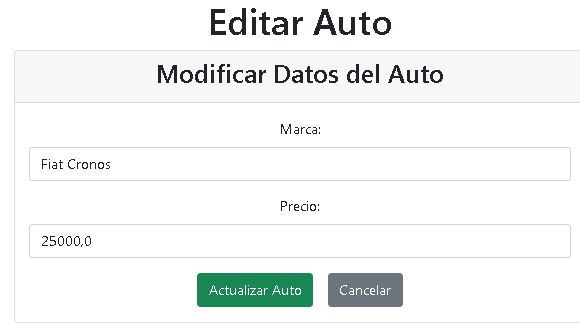 Editar Auto
Modificar Datos del Auto
Marca:
Fiat Cronos
Precio:
25000,0
Actualizar Auto Cancelar